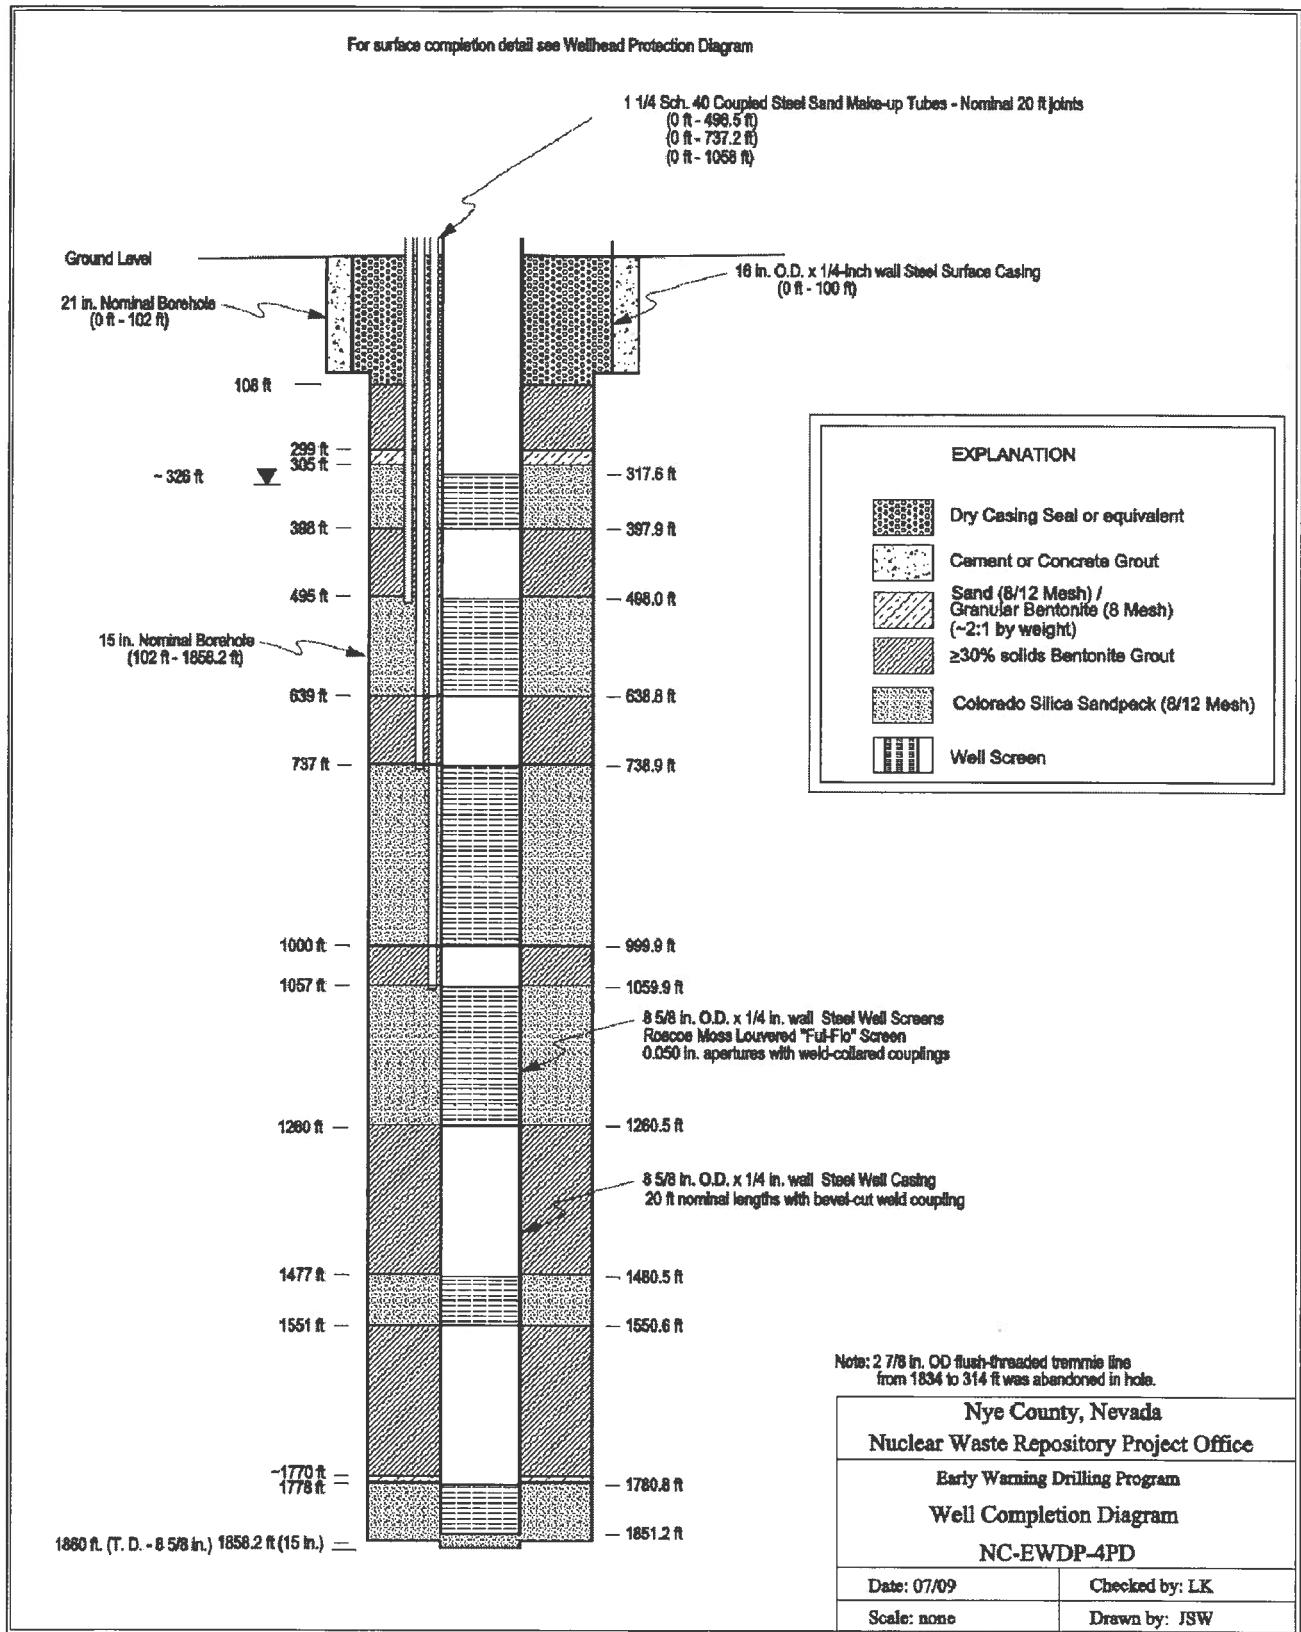 For surface completion detail see Wellhead Protection Diagram
1 1/4 Sch. 40 Coupled Steel Sand Make-up Tubes - Nominal 20 ft joints
(0 ft - 498.5 ft)
(0 ft - 737.2 ft)
(0 ft - 1058 ft)
Ground Level
21 in. Nominal Borehole
(0 ft - 102 ft)
16 in. O.D. x 1/4-inch wall Steel Surface Casing
(0 ft - 100 ft)
108 ft
299 ft
305 ft
~ 326 ft
317.6 ft
398 ft
397.9 ft
495 ft
498.0 ft
15 in. Nominal Borehole
(102 ft - 1858.2 ft)
639 ft
638.8 ft
737 ft
738.9 ft
1000 ft
999.9 ft
1057 ft
1059.9 ft
8 5/8 in. O.D. x 1/4 in. wall Steel Well Screens
Roscoe Moss Louvered "Ful-Flo" Screen
0.050 in. apertures with weld-collared couplings
1260 ft
1260.5 ft
8 5/8 in. O.D. x 1/4 in. wall Steel Well Casing
20 ft nominal lengths with bevel-cut weld coupling
1477 ft
1480.5 ft
1551 ft
1550.6 ft
~1770 ft
1778 ft
1780.8 ft
1851.2 ft
1860 ft. (T. D. - 8 5/8 in.) 1858.2 ft (15 in.)
EXPLANATION
Dry Casing Seal or equivalent
Cement or Concrete Grout
Sand (8/12 Mesh) /
Granular Bentonite (8 Mesh)
(~2:1 by weight)
≥30% solids Bentonite Grout
Colorado Silica Sandpack (8/12 Mesh)
Well Screen
Note: 2 7/8 in. OD flush-threaded tremmie line
from 1834 to 314 ft was abandoned in hole.
Nye County, Nevada
Nuclear Waste Repository Project Office
Early Warning Drilling Program
Well Completion Diagram
NC-EWDP-4PD
Date: 07/09
Checked by: LK
Scale: none
Drawn by: JSW